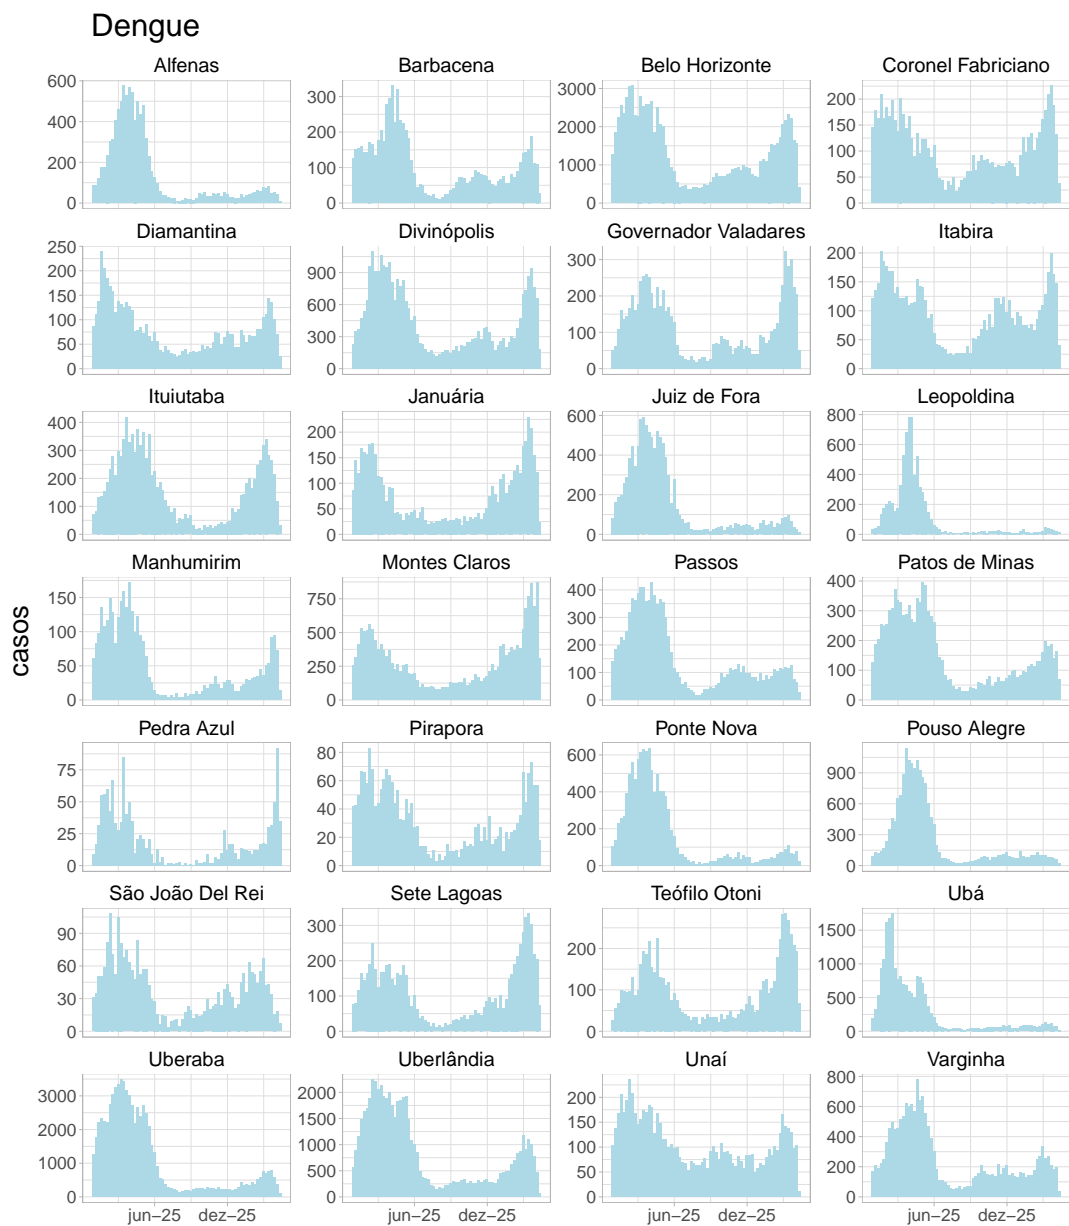 Dengue
Alfenas Barbacena Belo Horizonte Coronel Fabriciano
600 400 200 0
300 200 100 0
3000 2000 1000 0
200 150 100 50 0
Diamantina Divinópolis Governador Valadares Itabira
250 200 150 100 50 0
900 600 300 0
300 200 100 0
200 150 100 50 0
Ituiutaba Januária Juiz de Fora Leopoldina
400 300 200 100 0
200 150 100 50 0
600 400 200 0
800 600 400 200 0
Manhumirim Montes Claros Passos Patos de Minas
150 100 50 0
750 500 250 0
400 300 200 100 0
400 300 200 100 0
casos
Pedra Azul Pirapora Ponte Nova Pouso Alegre
75 50 25 0
80 60 40 20 0
600 400 200 0
900 600 300 0
São João Del Rei Sete Lagoas Teófilo Otoni Ubá
90 60 30 0
300 200 100 0
200 100 0
1500 1000 500 0
Uberaba Uberlândia Unaí Varginha
3000 2000 1000 0
2000 1500 1000 500 0
200 150 100 50 0
800 600 400 200 0
jun–25 dez–25 jun–25 dez–25 jun–25 dez–25 jun–25 dez–25